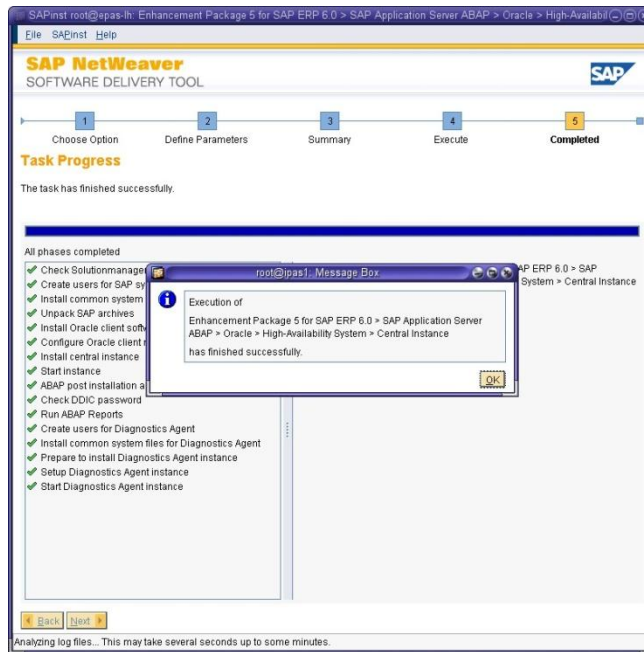 SAPinst root@epas-lh: Enhancement Package 5 for SAP ERP 6.0 > SAP Application Server ABAP > Oracle > High-Availabil
File SAPinst Help
SAP NetWeaver
SOFTWARE DELIVERY TOOL
SAP
1 2 3 4 5
Choose Option Define Parameters Summary Execute Completed
Task Progress
The task has finished successfully.
All phases completed
Check Solutionmanager
Create users for SAP sy
Install common system
Unpack SAP archives
Install Oracle client softw
Configure Oracle client
Install central instance
Start instance
ABAP post installation a
Check DDIC password
Run ABAP Reports
Create users for Diagnostics Agent
Install common system files for Diagnostics Agent
Prepare to install Diagnostics Agent instance
Setup Diagnostics Agent instance
Start Diagnostics Agent instance
AP ERP 6.0 > SAP
System > Central Instance
root@ipas1: Message Box
Execution of
Enhancement Package 5 for SAP ERP 6.0 > SAP Application Server
ABAP > Oracle > High-Availability System > Central Instance
has finished successfully.
OK
Back Next
Analyzing log files... This may take several seconds up to some minutes.